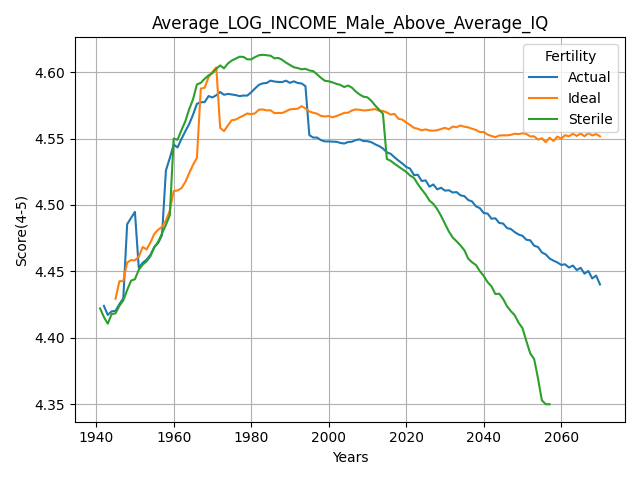 Average_LOG_INCOME_Male_Above_Average_IQ
Fertility
Actual
Ideal
Sterile
Score(4-5)
4.60
4.55
4.50
4.45
4.40
4.35
1940 1960 1980 2000 2020 2040 2060
Years